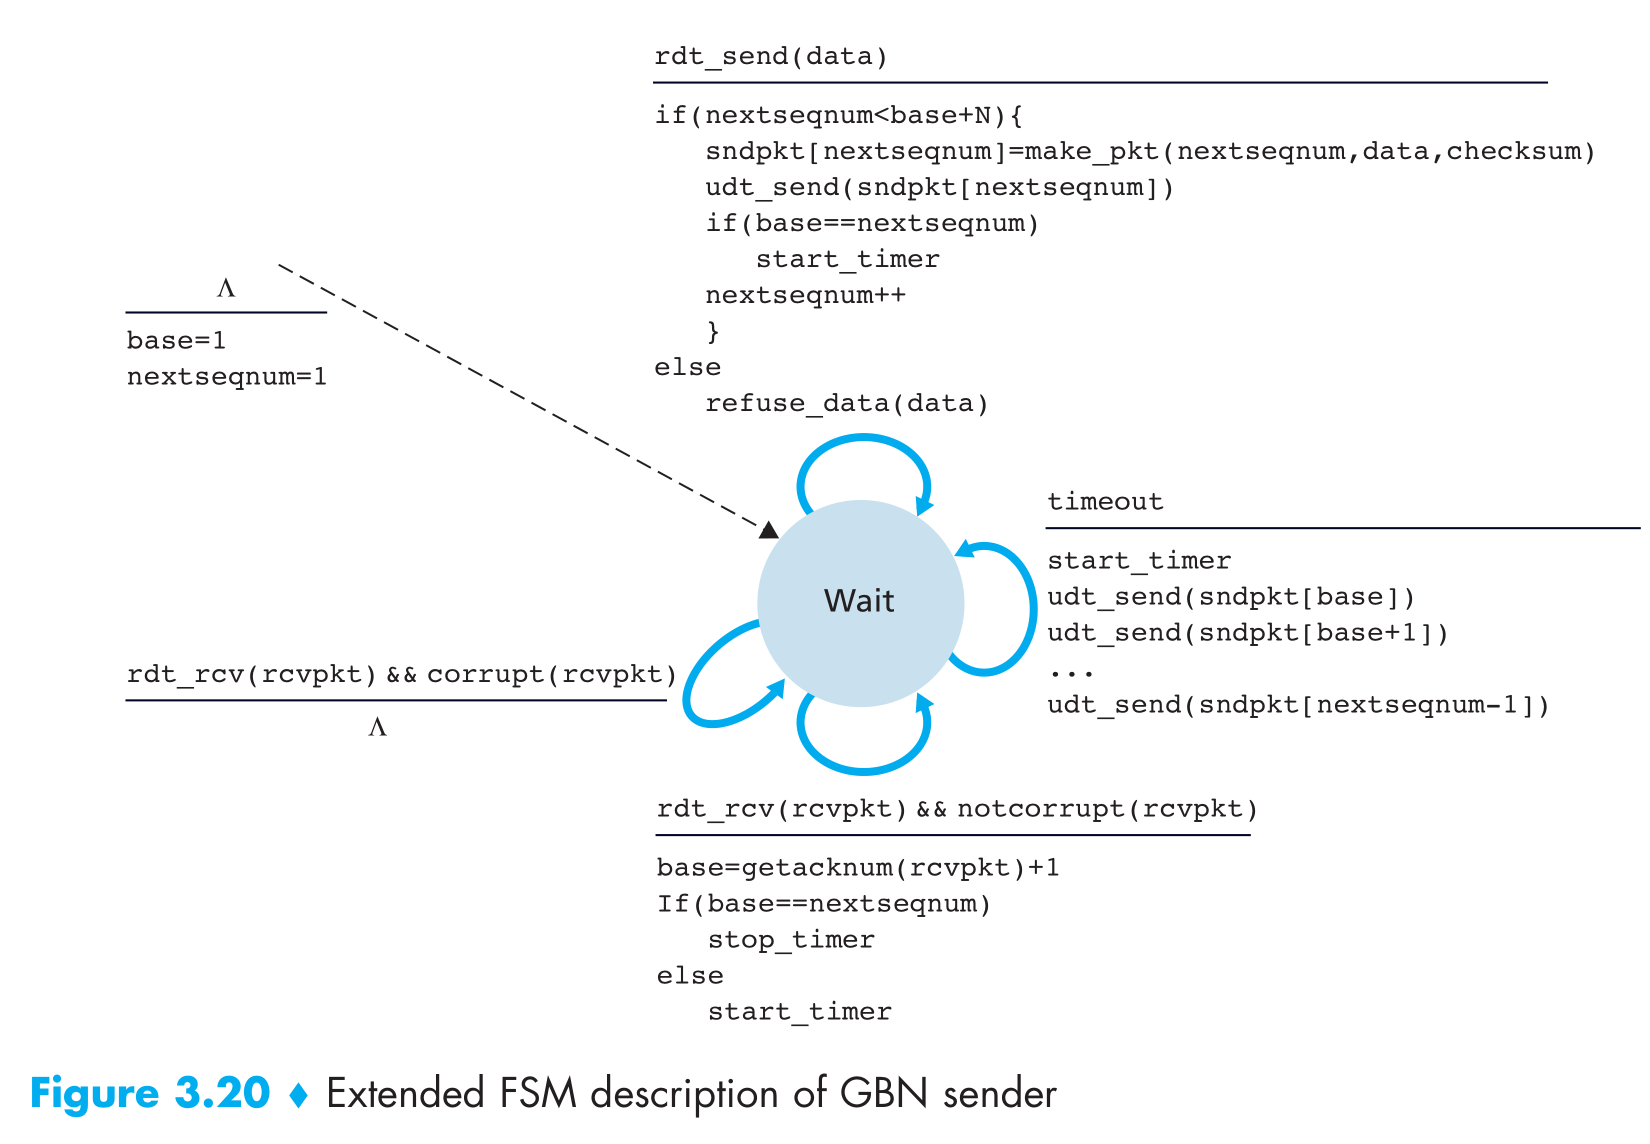 rdt_send(data)
if(nextseqnum<base+N){
sndpkt[nextseqnum]=make_pkt(nextseqnum,data,checksum)
udt_send(sndpkt[nextseqnum])
if(base==nextseqnum)
start_timer
nextseqnum++
}
else
refuse_data(data)
Λ
base=1
nextseqnum=1
timeout
start_timer
udt_send(sndpkt[base])
udt_send(sndpkt[base+1])
...
udt_send(sndpkt[nextseqnum-1])
Wait
rdt_rcv(rcvpkt) && corrupt(rcvpkt)
Λ
rdt_rcv(rcvpkt) && notcorrupt(rcvpkt)
base=getacknum(rcvpkt)+1
If(base==nextseqnum)
stop_timer
else
start_timer
Figure 3.20 ♦ Extended FSM description of GBN sender